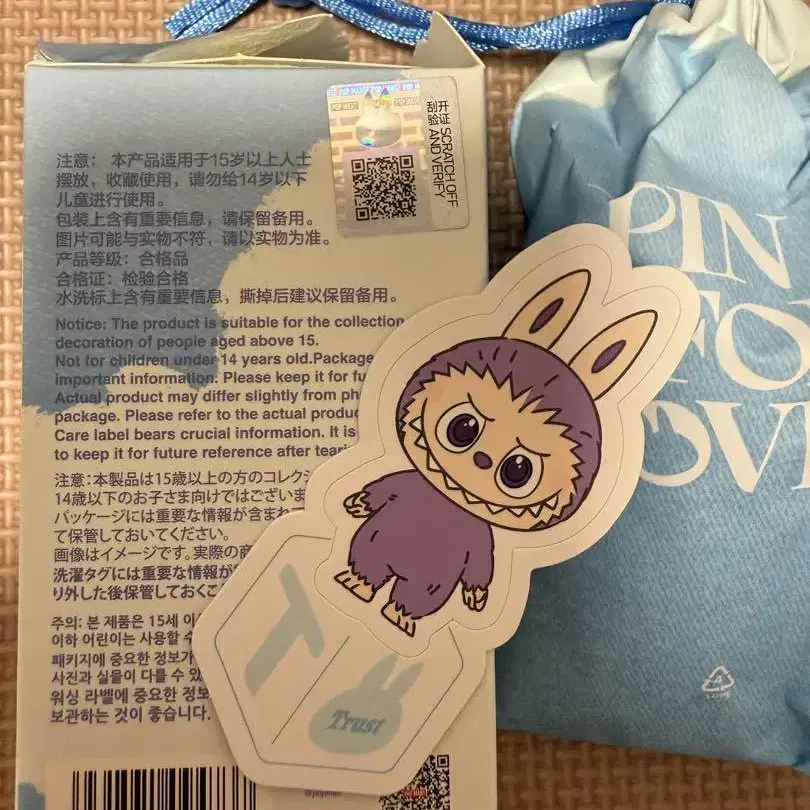 POP MART
POP MART
开证
刮验
SCRATCH OFF
AND VERIFY
注意： 本产品适用于15岁以上人士
摆放，收藏使用，请勿给14岁以下
儿童进行使用。
包装上含有重要信息，请保留备用。
图片可能与实物不符，请以实物为准。
产品等级：合格品
合格证：检验合格
水洗标上含有重要信息，撕掉后建议保留备用。
Notice: The product is suitable for the collection
decoration of people aged above 15.
Not for children under 14 years old.Package
important information. Please keep it for fu
Actual product may differ slightly from ph
package. Please refer to the actual produc
Care label bears crucial information. It is
to keep it for future reference after teari
注意:本製品は15歳以上の方のコレクシ
14歳以下のお子さま向けではございま
パッケージには重要な情報が含まれ
て保管しておいてください。
画像はイメージです。実際の商
洗濯タグには重要な情報が
り外した後保管しておくこ
주의: 본 제품은 15세 이
이하 어린이는 사용할 수
패키지에 중요한 정보가
사진과 실물이 다를 수 있
워싱 라벨에 중요한 정보
보관하는 것이 좋습니다.
T
Trust
PIN
FO
OVE
4